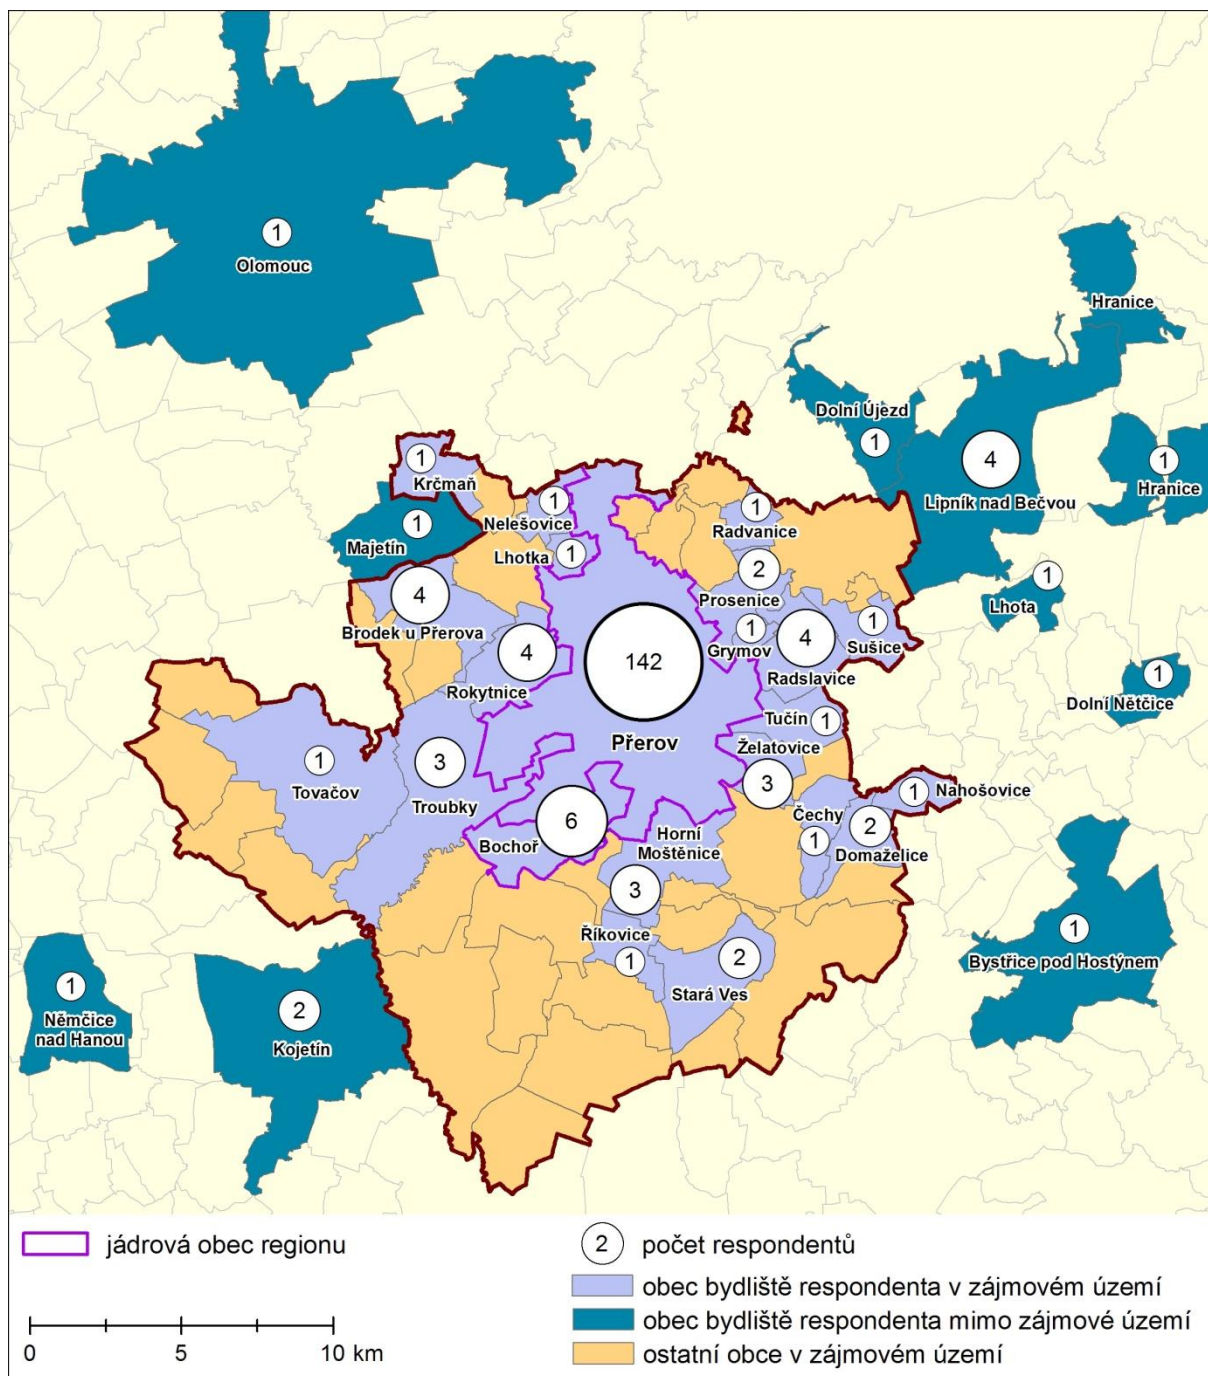 1
Olomouc
Hranice
Dolní Újezd
1
4
Lipník nad Bečvou
1
Hranice
1
Krčmaň
1
Nelešovice
1
Radvanice
1
Majetín
Lhotka
1
2
Prosenice
1
Lhota
4
Brodek u Přerova
4
Rokytnice
142
Přerov
1
Grymov
4
Radslavice
1
Sušice
1
Dolní Nětčice
Tučín
1
1
Tovačov
3
Troubky
Želatovice
3
1
Nahošovice
6
Bochoř
Horní
Moštěnice
3
Čechy
1
2
Domaželice
Říkovice
1
2
Stará Ves
1
Bystřice pod Hostýnem
1
Němčice
nad Hanou
2
Kojetín
jádrová obec regionu
2 počet respondentů
obec bydliště respondenta v zájmovém území
obec bydliště respondenta mimo zájmové území
ostatní obce v zájmovém území
0 5 10 km